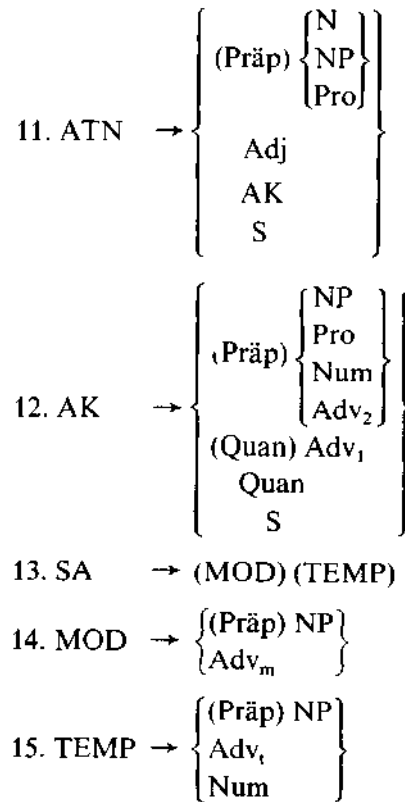 N
(Präp) NP
Pro
11. ATN →
Adj
AK
S
NP
(Präp) Pro
Num
Adv₂
12. AK →
(Quan) Adv₁
Quan
S
13. SA → (MOD) (TEMP)
(Präp) NP
14. MOD →
Advₘ
(Präp) NP
15. TEMP → Advₜ
Num